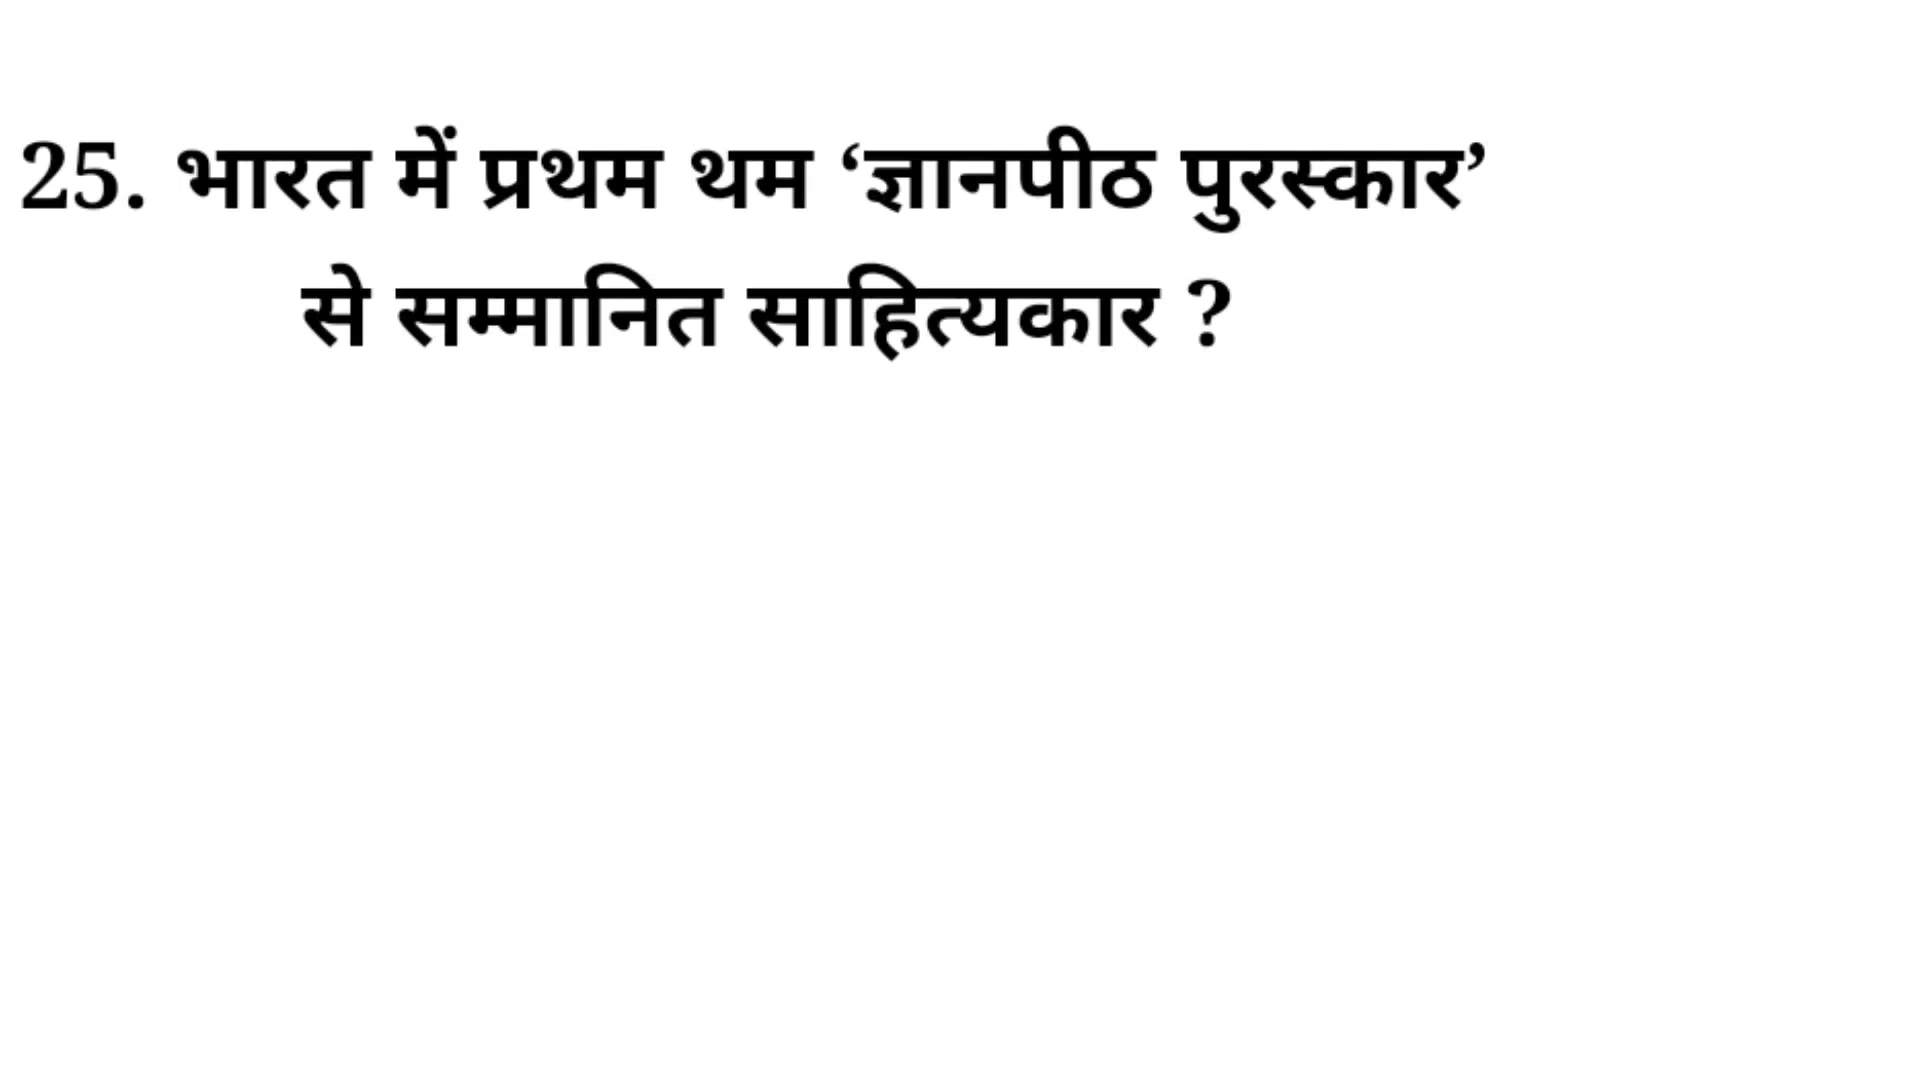 25. भारत में प्रथम थम ‘ज्ञानपीठ पुरस्कार’
से सम्मानित साहित्यकार ?